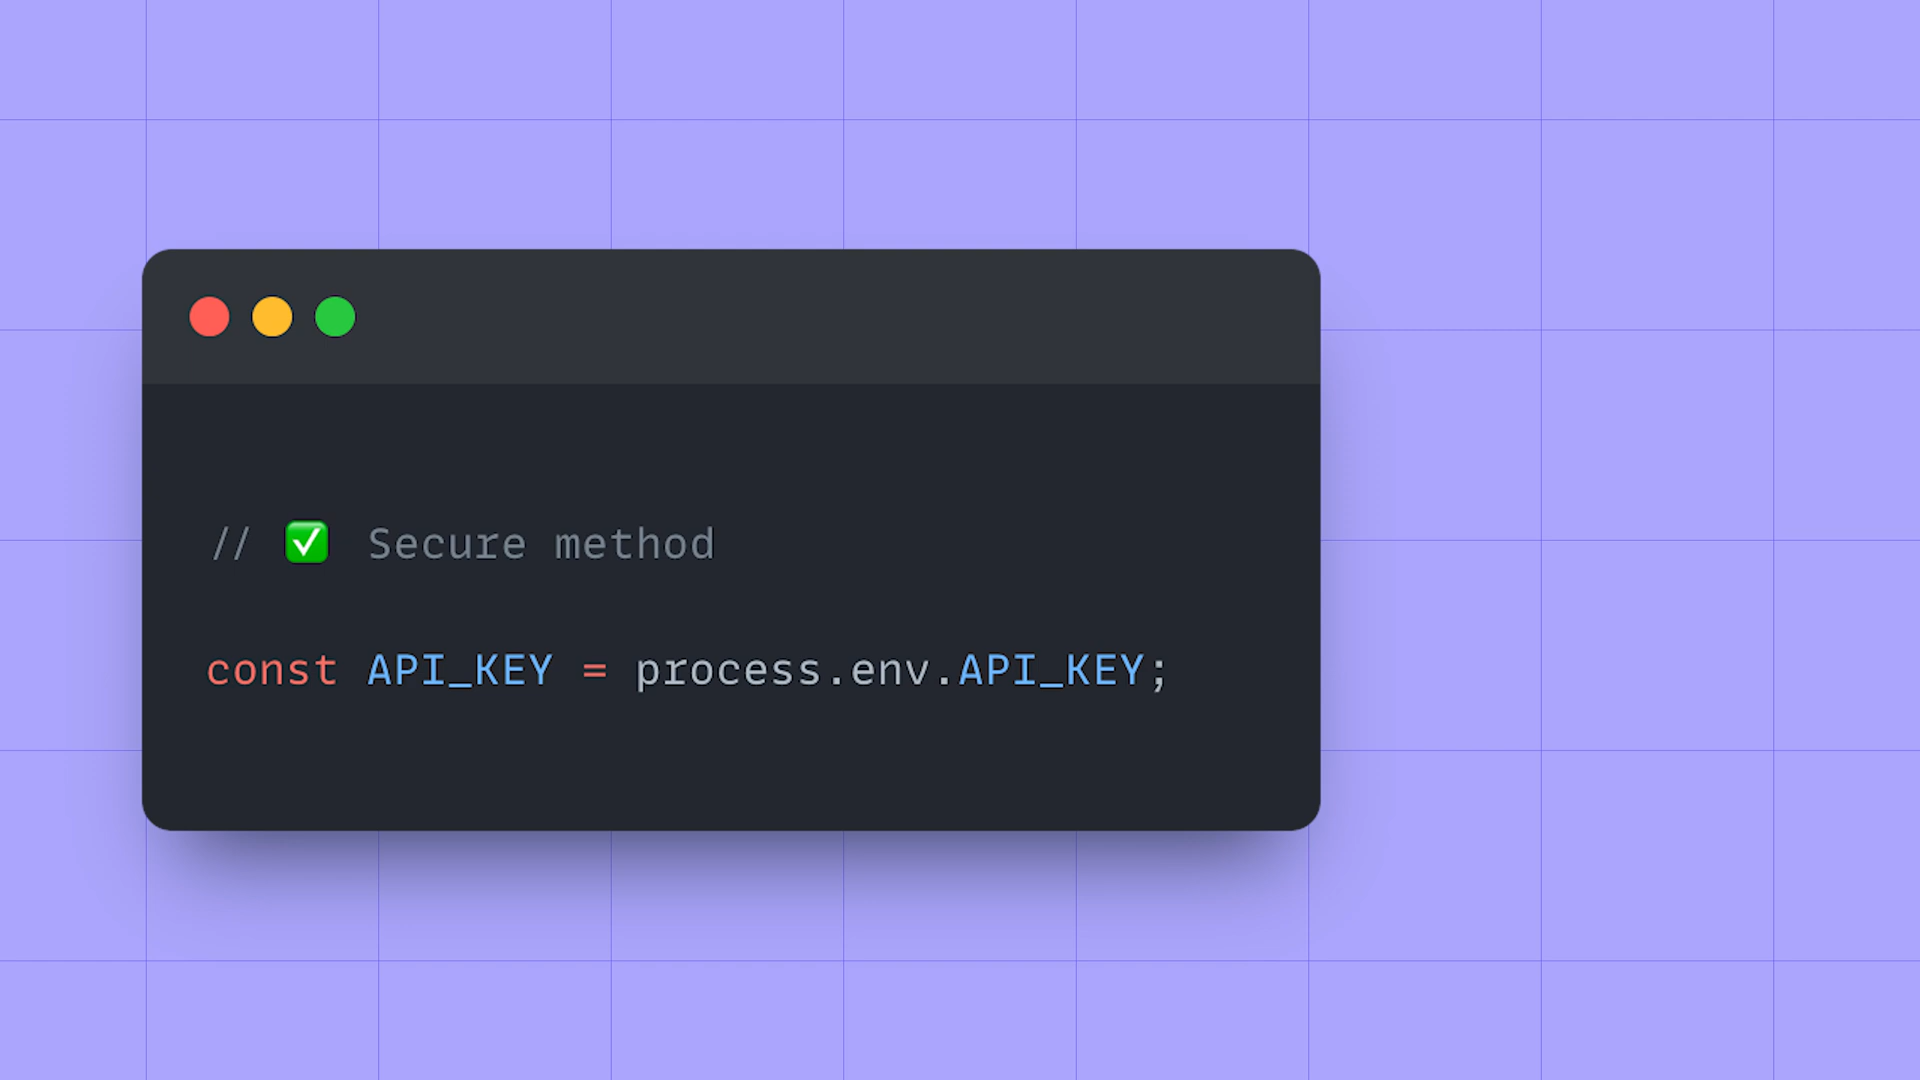 // ✅ Secure method
const API_KEY = process.env.API_KEY;